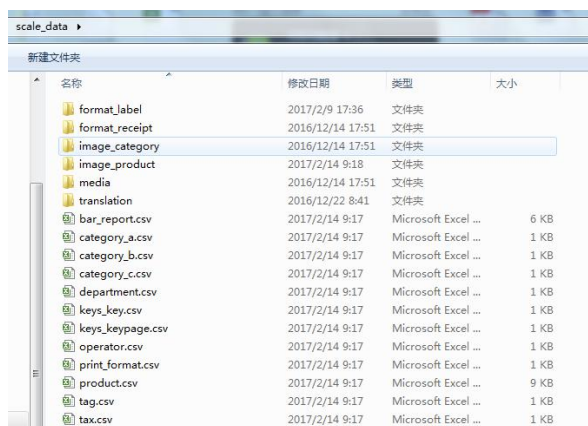 scale_data
新建文件夹
名称 修改日期 类型 大小
format_label 2017/2/9 17:36 文件夹
format_receipt 2016/12/14 17:51 文件夹
image_category 2016/12/14 17:51 文件夹
image_product 2017/2/14 9:18 文件夹
media 2016/12/14 17:51 文件夹
translation 2016/12/22 8:41 文件夹
bar_report.csv 2017/2/14 9:17 Microsoft Excel ... 6 KB
category_a.csv 2017/2/14 9:17 Microsoft Excel ... 1 KB
category_b.csv 2017/2/14 9:17 Microsoft Excel ... 1 KB
category_c.csv 2017/2/14 9:17 Microsoft Excel ... 1 KB
department.csv 2017/2/14 9:17 Microsoft Excel ... 1 KB
keys_key.csv 2017/2/14 9:17 Microsoft Excel ... 1 KB
keys_keypage.csv 2017/2/14 9:17 Microsoft Excel ... 1 KB
operator.csv 2017/2/14 9:17 Microsoft Excel ... 1 KB
print_format.csv 2017/2/14 9:17 Microsoft Excel ... 1 KB
product.csv 2017/2/14 9:17 Microsoft Excel ... 9 KB
tag.csv 2017/2/14 9:17 Microsoft Excel ... 1 KB
tax.csv 2017/2/14 9:17 Microsoft Excel ... 1 KB